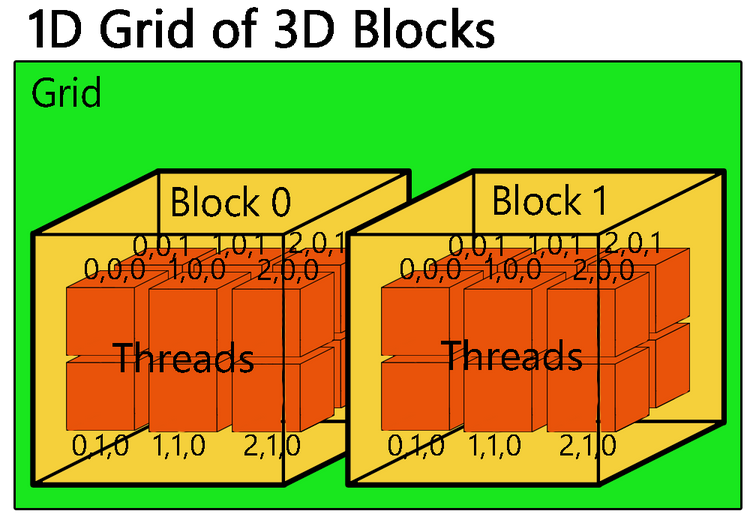 1D Grid of 3D Blocks
Grid
Block 0
0,0,1 1,0,1 2,0,1
0,0,0 1,0,0 2,0,0
Threads
0,1,0 1,1,0 2,1,0
Block 1
0,0,1 1,0,1 2,0,1
0,0,0 1,0,0 2,0,0
Threads
0,1,0 1,1,0 2,1,0